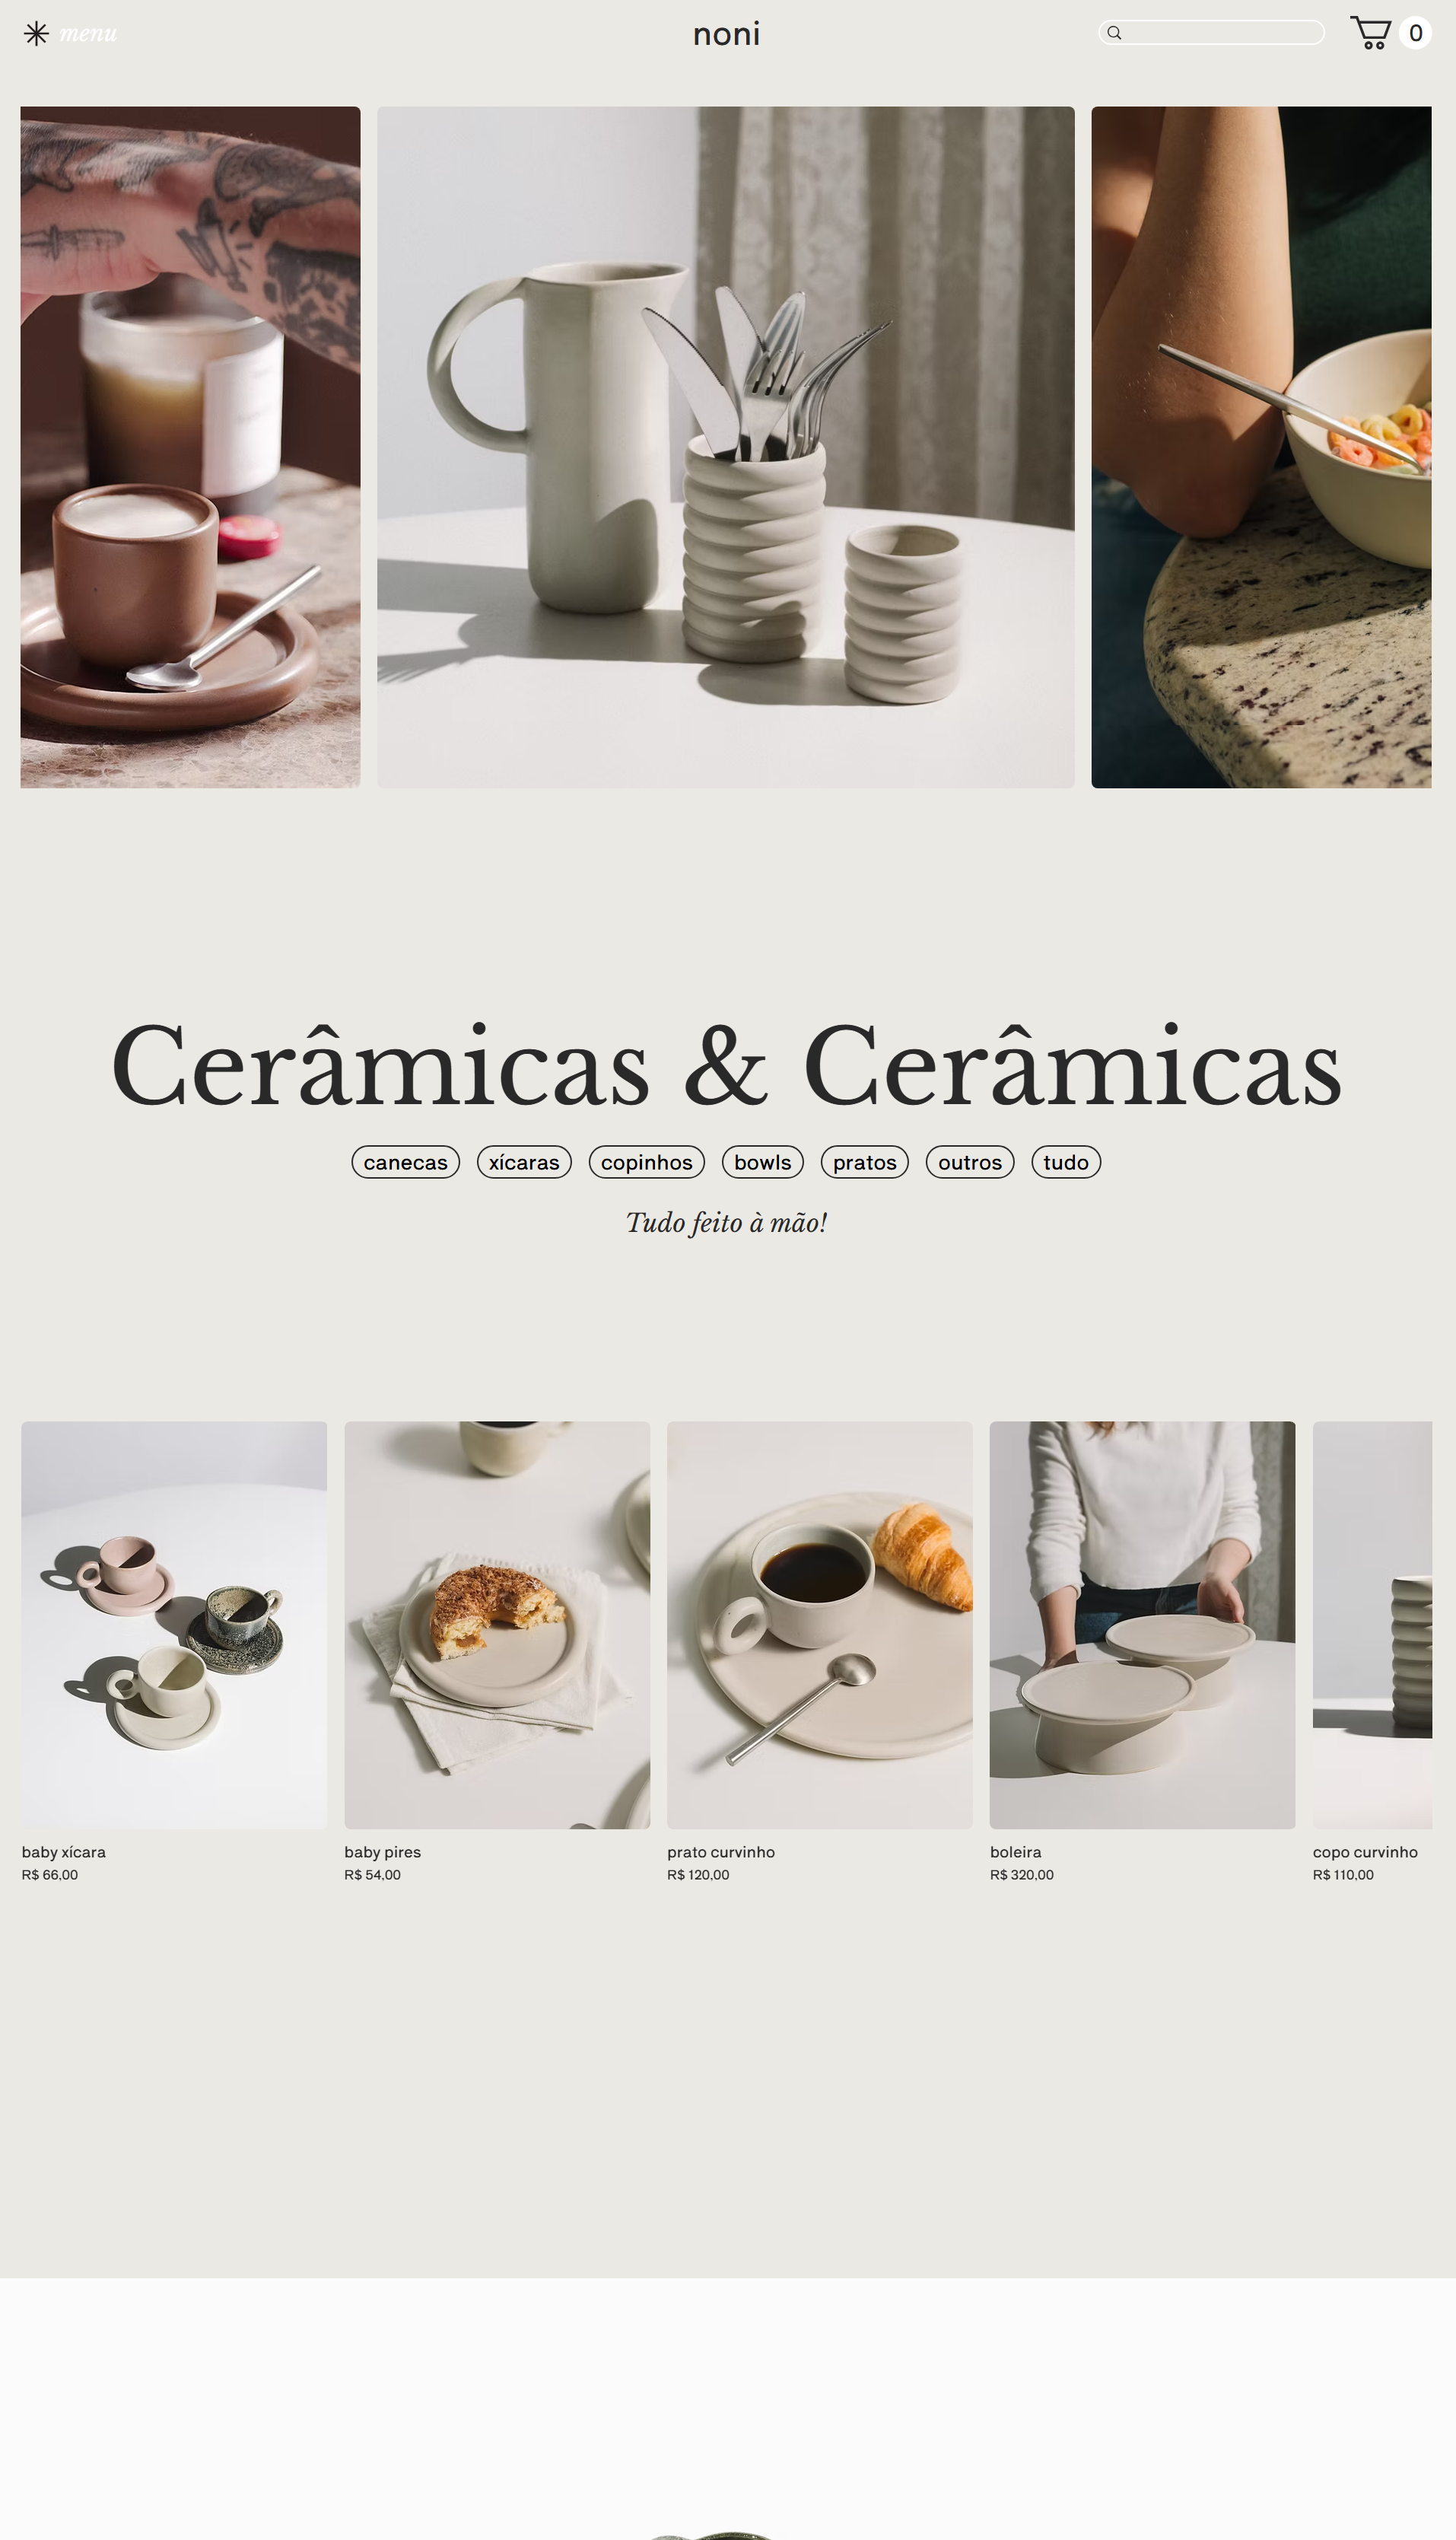 menu
noni
0
Cerâmicas & Cerâmicas
canecas xícaras copinhos bowls pratos outros tudo
Tudo feito à mão!
baby xícara
R$ 66,00
baby pires
R$ 54,00
prato curvinho
R$ 120,00
boleira
R$ 320,00
copo curvinho
R$ 110,00